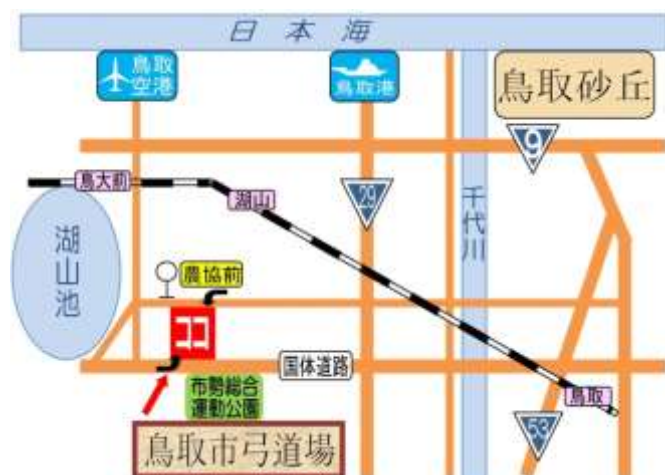 日本海
鳥取
空港
鳥取港
鳥取砂丘
9
鳥大前
湖山
29
千代川
湖山池
農協前
ココ
国体道路
市勢総合
運動公園
鳥取
鳥取市弓道場
53